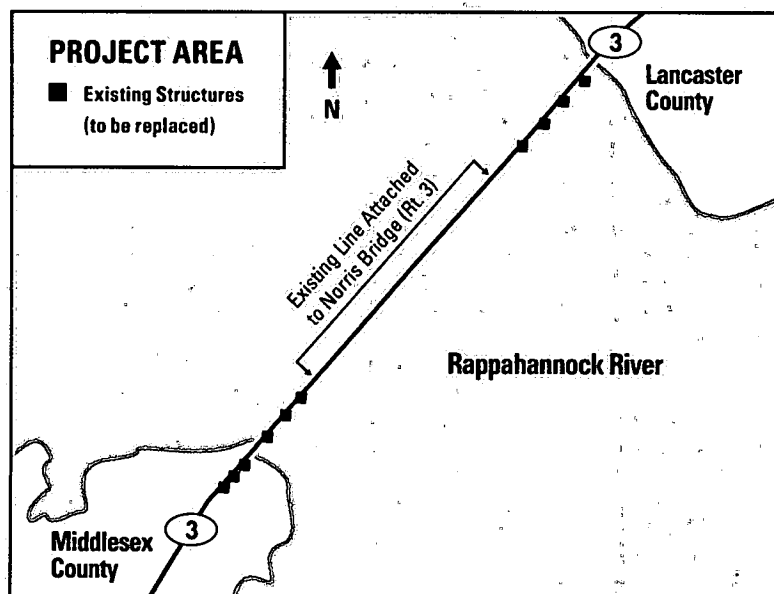 PROJECT AREA
■ Existing Structures
(to be replaced)
N
3
Lancaster
County
Existing Line Attached
to Norris Bridge (Rt. 3)
Rappahannock River
3
Middlesex
County